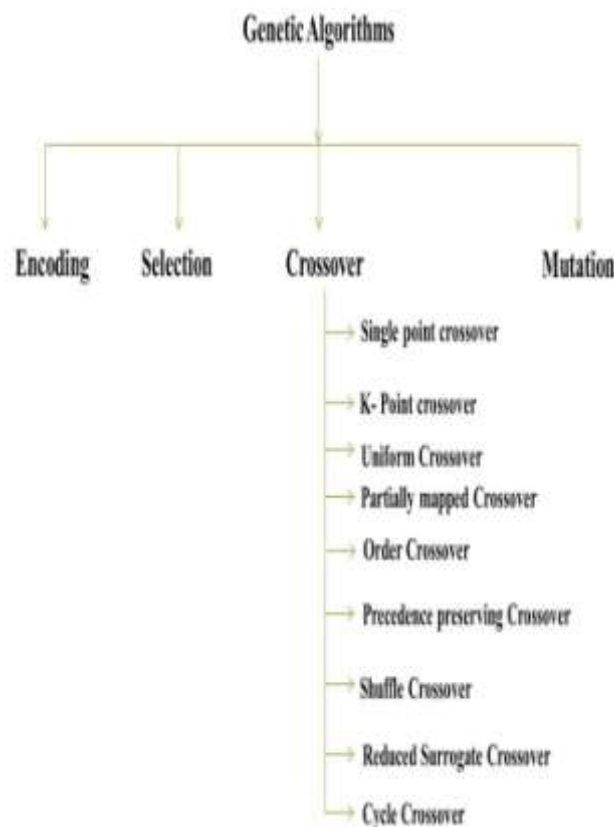 Genetic Algorithms
Encoding Selection Crossover Mutation
Single point crossover
K- Point crossover
Uniform Crossover
Partially mapped Crossover
Order Crossover
Precedence preserving Crossover
Shuffle Crossover
Reduced Surrogate Crossover
Cycle Crossover